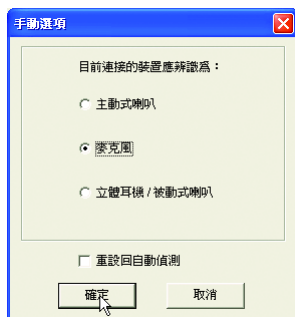 手動選項
目前連接的裝置應辨識為：
主動式喇叭
麥克風
立體耳機 / 被動式喇叭
重設回自動偵測
確定
取消